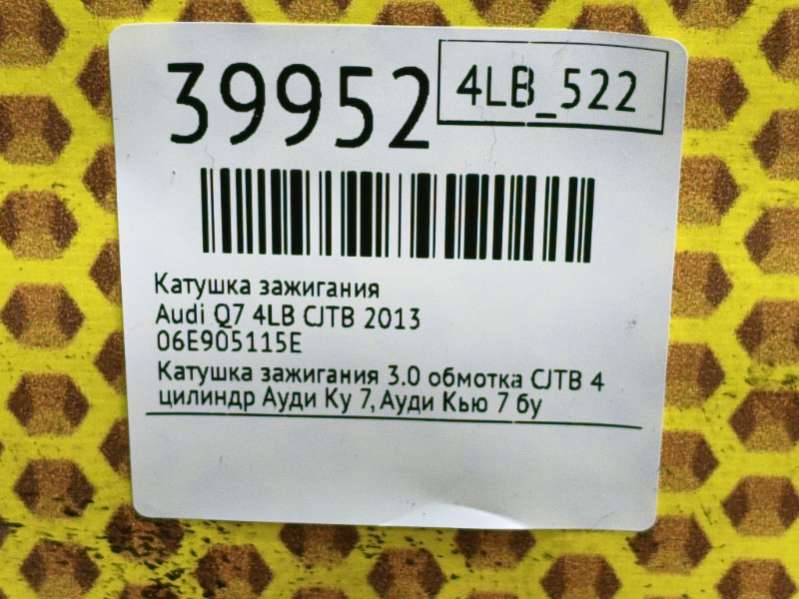 39952
4LB_522
Катушка зажигания
Audi Q7 4LB CJTB 2013
06E905115E
Катушка зажигания 3.0 обмотка CJTB 4
цилиндр Ауди Ку 7, Ауди Кью 7 бу